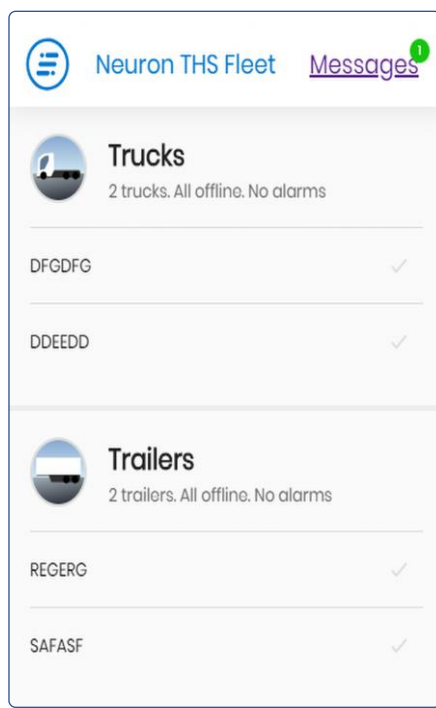 Neuron THS Fleet Messages 1
Trucks
2 trucks. All offline. No alarms
DFGDFG
DDEEDD
Trailers
2 trailers. All offline. No alarms
REGERG
SAFASF